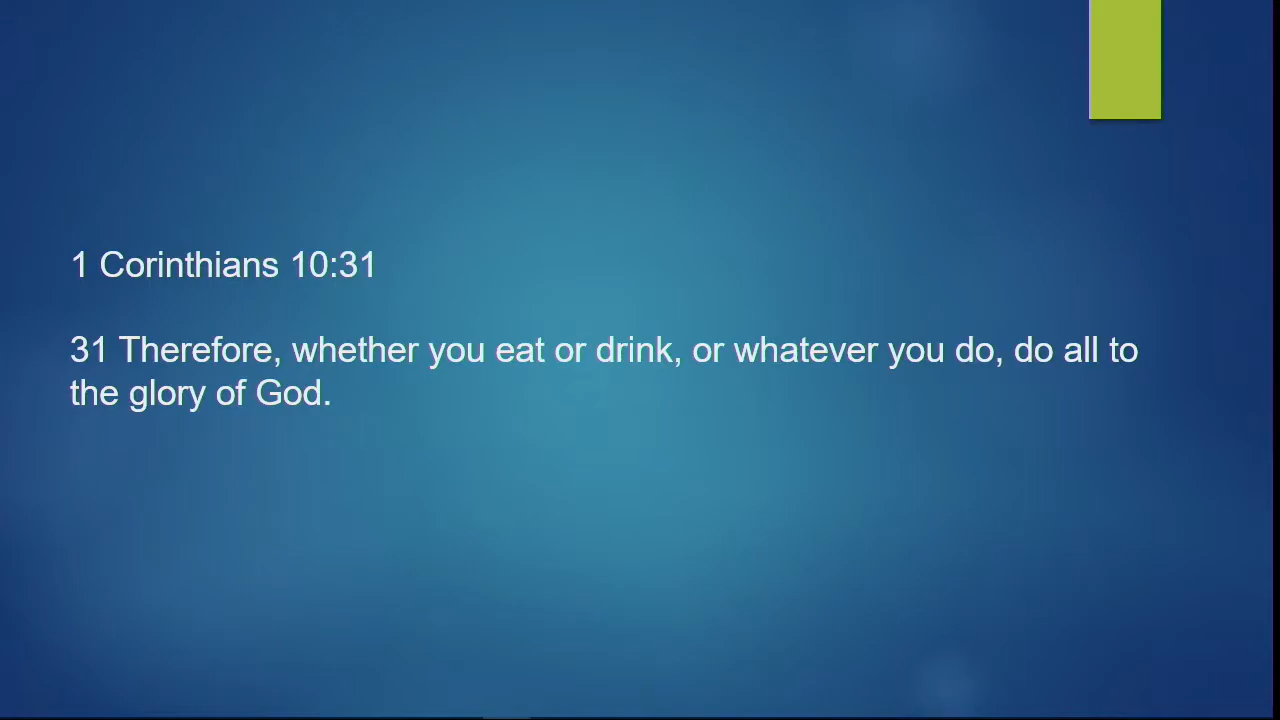 1 Corinthians 10:31
31 Therefore, whether you eat or drink, or whatever you do, do all to
the glory of God.